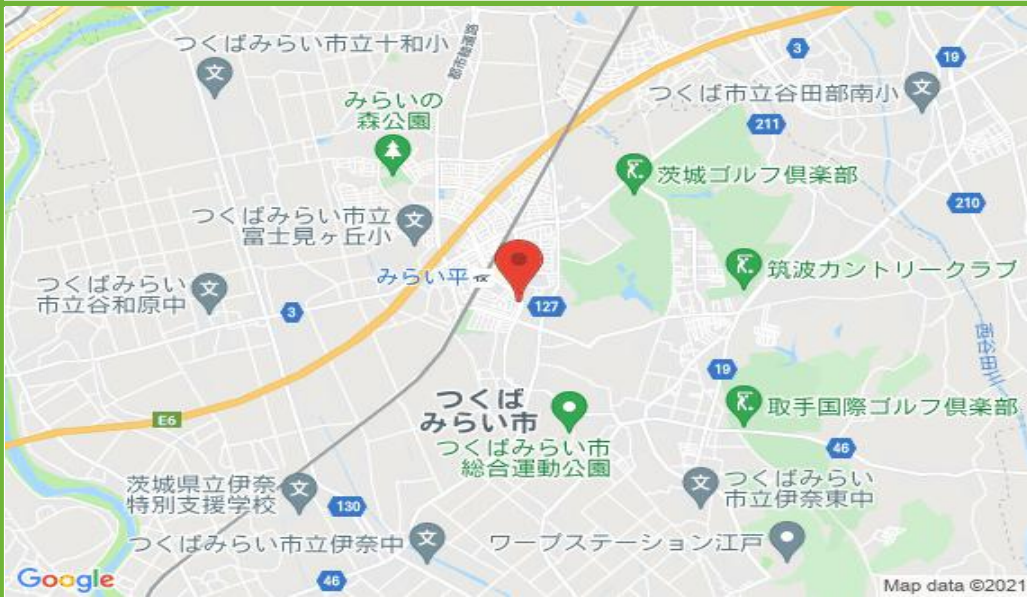 つくばみらい市立十和小
都市軸道路
3
19
つくば市立谷田部南小
みらいの
森公園
211
茨城ゴルフ倶楽部
210
つくばみらい市立
富士見ヶ丘小
みらい平
筑波カントリークラブ
つくばみらい
市立谷和原中
3
127
西谷田川
19
つくば
みらい市
取手国際ゴルフ倶楽部
E6
つくばみらい市
総合運動公園
46
茨城県立伊奈
特別支援学校
130
つくばみらい
市立伊奈東中
つくばみらい市立伊奈中
ワープステーション江戸
46
Google
Map data ©2021